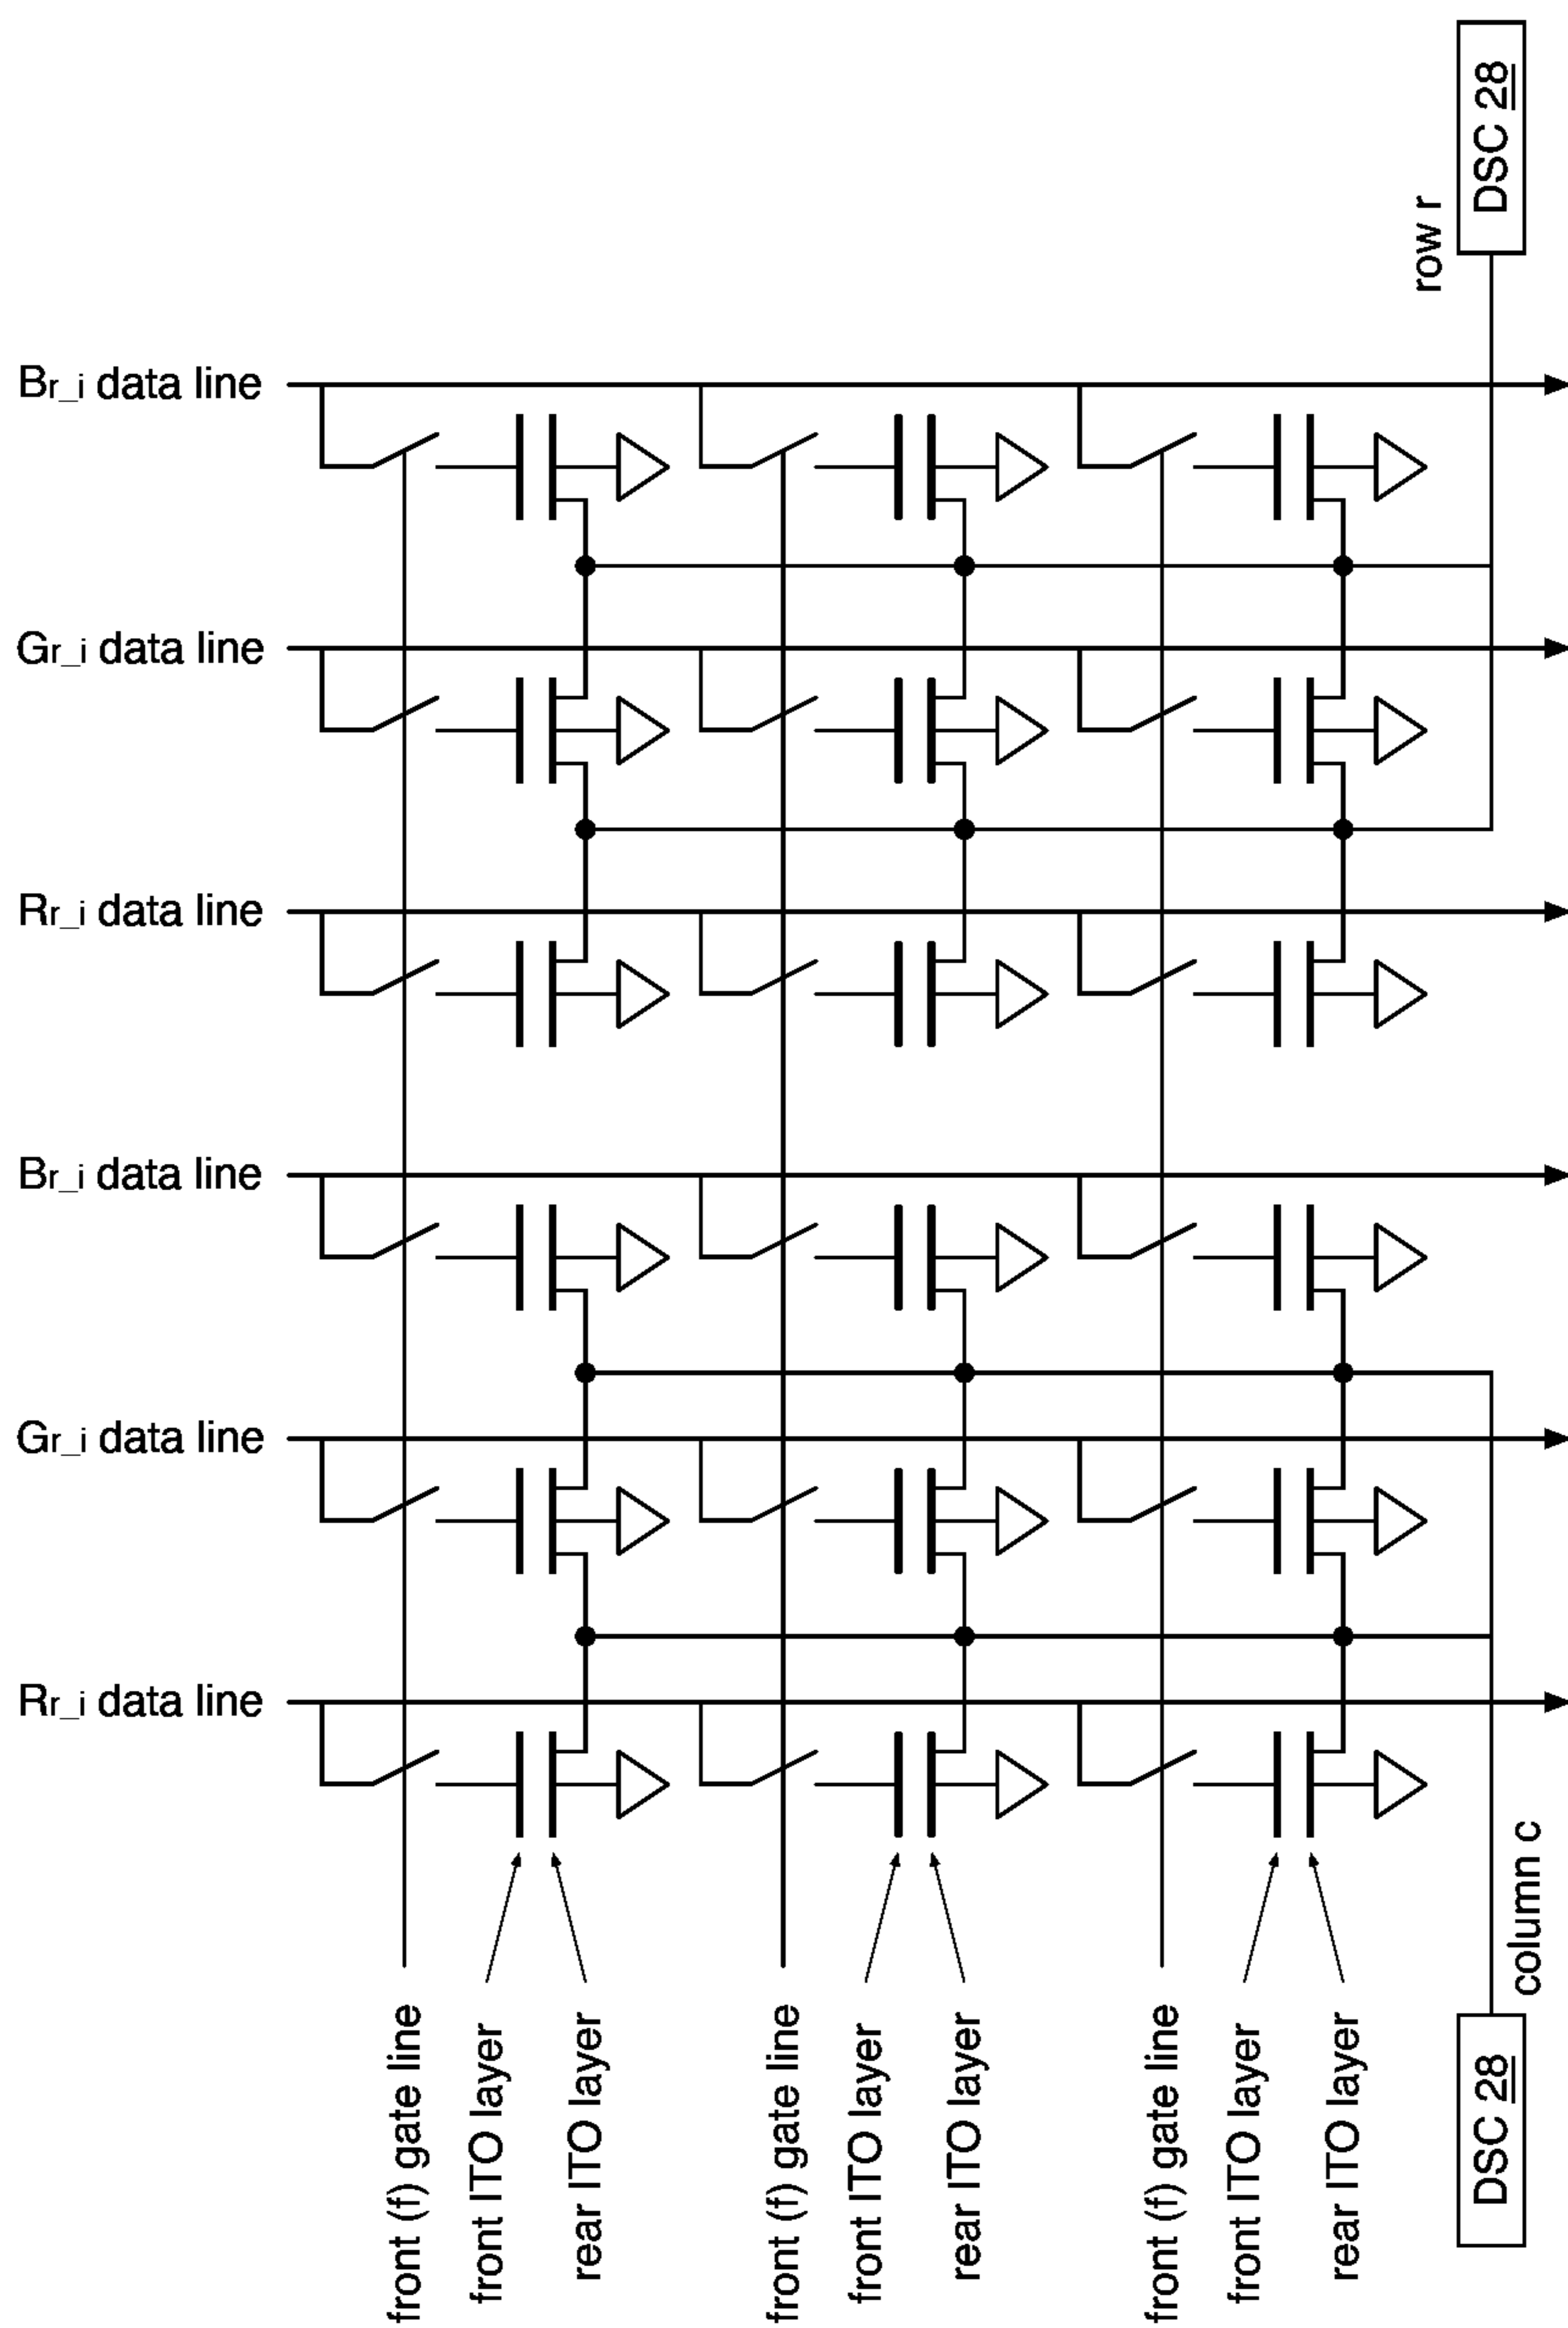 DSC 28
row r
Br_i data line
Gr_i data line
Rr_i data line
Br_i data line
Gr_i data line
Rr_i data line
column c
front (f) gate line
front ITO layer
rear ITO layer
front (f) gate line
front ITO layer
rear ITO layer
front (f) gate line
front ITO layer
rear ITO layer
DSC 28